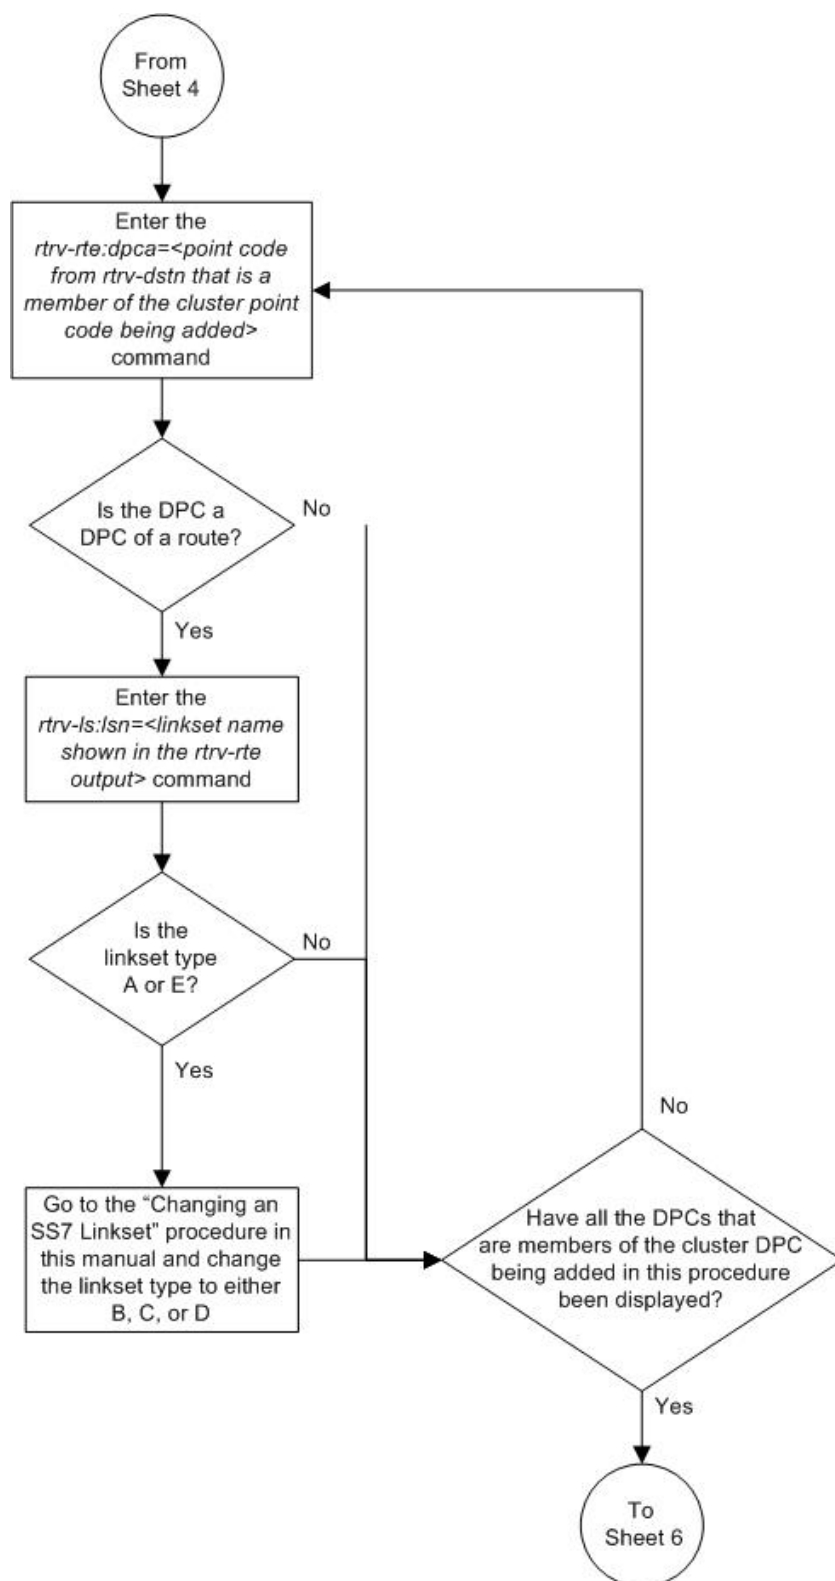 From
Sheet 4
Enter the
rtrv-rte:dpca=<point code
from rtrv-dstn that is a
member of the cluster point
code being added>
command
Is the DPC a
DPC of a route?
No
Yes
Enter the
rtrv-ls:lsn=<linkset name
shown in the rtrv-rte
output> command
Is the
linkset type
A or E?
No
Yes
Go to the “Changing an
SS7 Linkset” procedure in
this manual and change
the linkset type to either
B, C, or D
No
Have all the DPCs that
are members of the cluster DPC
being added in this procedure
been displayed?
Yes
To
Sheet 6